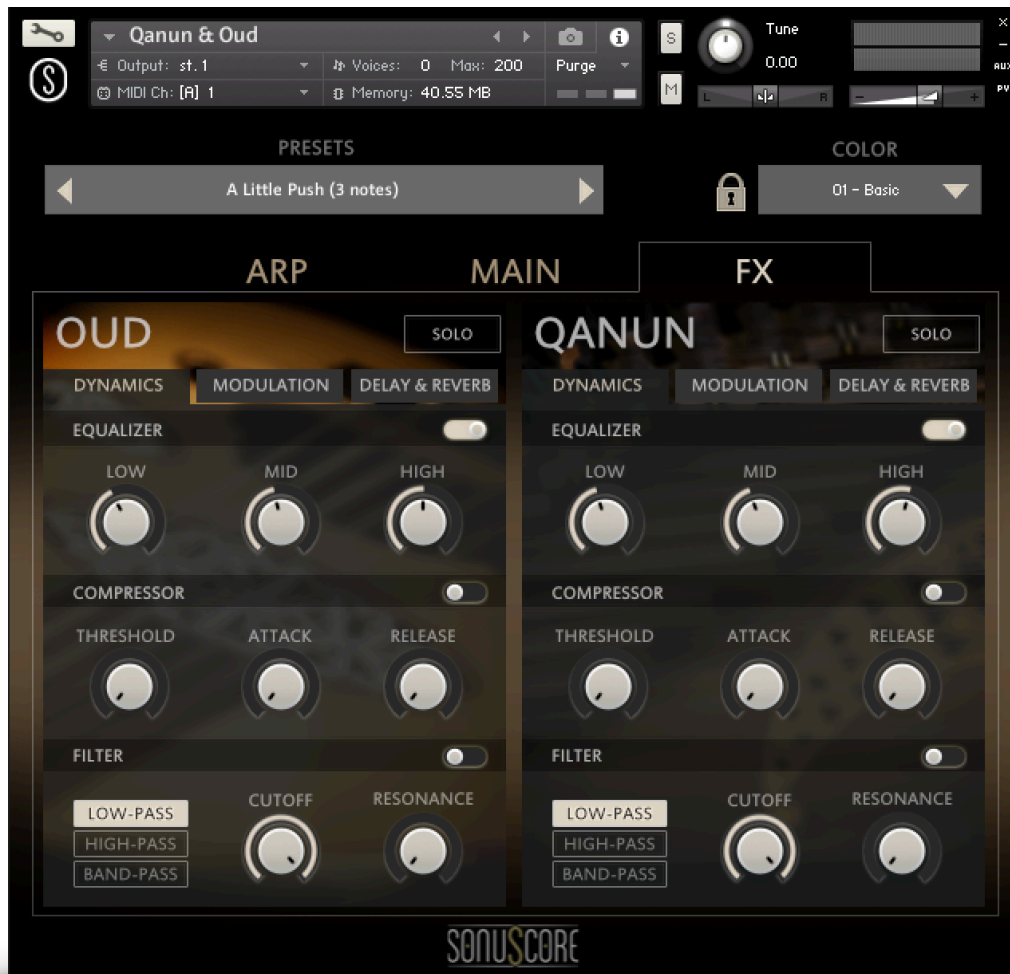 Qanun & Oud
S
Tune
Output: st. 1
Voices: 0 Max: 200
Purge
0.00
AUX
MIDI Ch: [A] 1
Memory: 40.55 MB
M
L
R
PV
PRESETS
COLOR
A Little Push (3 notes)
01 - Basic
ARP
MAIN
FX
OUD
SOLO
DYNAMICS
MODULATION
DELAY & REVERB
EQUALIZER
LOW
MID
HIGH
COMPRESSOR
THRESHOLD
ATTACK
RELEASE
FILTER
LOW-PASS
HIGH-PASS
BAND-PASS
CUTOFF
RESONANCE
QANUN
SOLO
DYNAMICS
MODULATION
DELAY & REVERB
EQUALIZER
LOW
MID
HIGH
COMPRESSOR
THRESHOLD
ATTACK
RELEASE
FILTER
LOW-PASS
HIGH-PASS
BAND-PASS
CUTOFF
RESONANCE
SONUSCORE